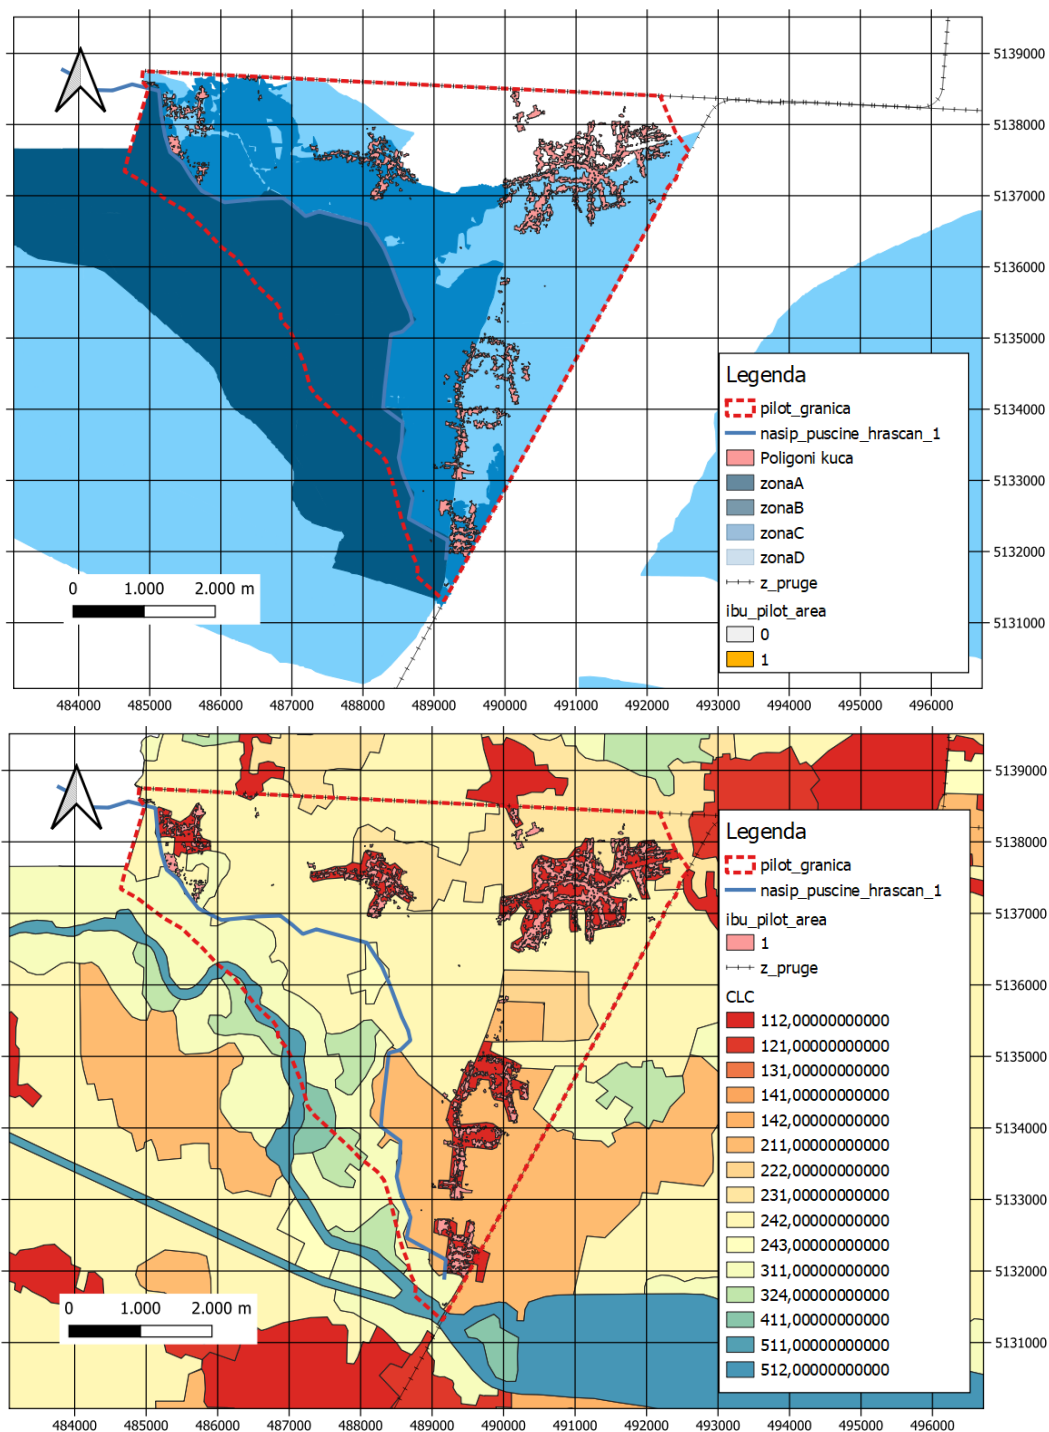 5139000
5138000
5137000
5136000
5135000
5134000
5133000
5132000
5131000
Legenda
pilot_granica
nasip_puscine_hrascan_1
Poligoni kuca
zonaA
zonaB
zonaC
zonaD
z_pruge
ibu_pilot_area
0
1
0 1.000 2.000 m
484000 485000 486000 487000 488000 489000 490000 491000 492000 493000 494000 495000 496000
5139000
5138000
5137000
5136000
5135000
5134000
5133000
5132000
5131000
Legenda
pilot_granica
nasip_puscine_hrascan_1
ibu_pilot_area
1
z_pruge
CLC
112,00000000000
121,00000000000
131,00000000000
141,00000000000
142,00000000000
211,00000000000
222,00000000000
231,00000000000
242,00000000000
243,00000000000
311,00000000000
324,00000000000
411,00000000000
511,00000000000
512,00000000000
0 1.000 2.000 m
484000 485000 486000 487000 488000 489000 490000 491000 492000 493000 494000 495000 496000